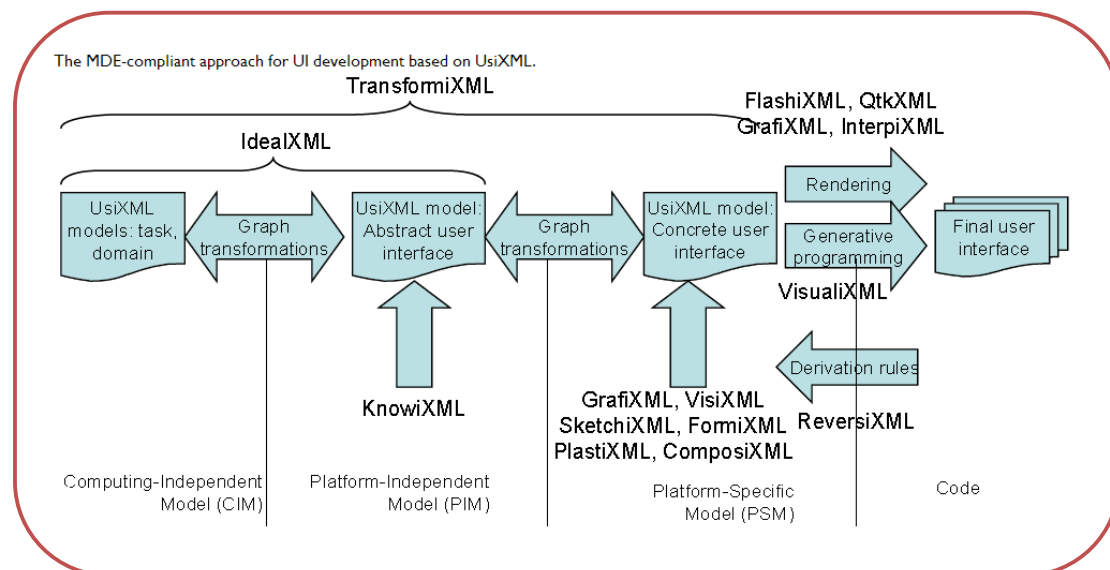 The MDE-compliant approach for UI development based on UsiXML.
TransformiXML
IdealXML
FlashiXML, QtkXML
GrafiXML, InterpiXML
UsiXML
models: task,
domain
Graph
transformations
UsiXML model:
Abstract user
interface
Graph
transformations
UsiXML model:
Concrete user
interface
Rendering
Generative
programming
Final user
interface
VisualiXML
Derivation rules
ReversiXML
KnowiXML
GrafiXML, VisiXML
SketchiXML, FormiXML
PlastiXML, ComposiXML
Computing-Independent
Model (CIM)
Platform-Independent
Model (PIM)
Platform-Specific
Model (PSM)
Code